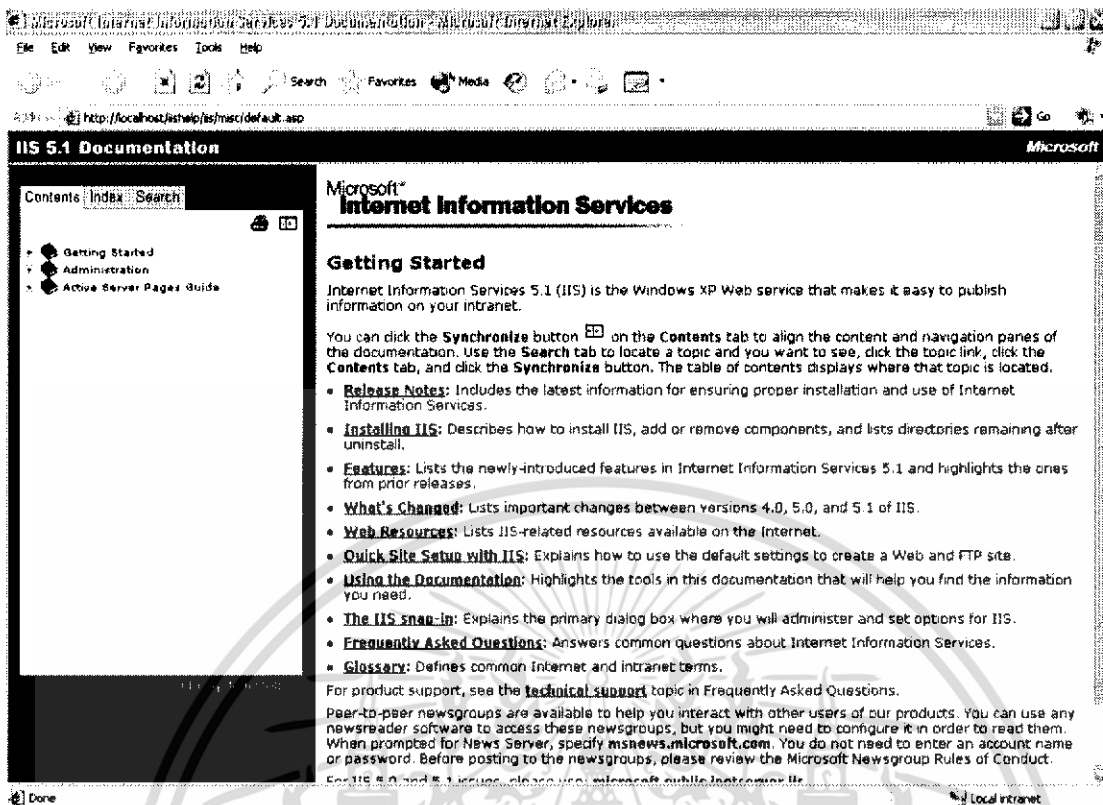 Microsoft Internet Information Services 5.1 Documentation - Microsoft Internet Explorer
File Edit View Favorites Tools Help
Search Favorites Media
http://localhost/iishelp/iis/misc/default.asp Go
IIS 5.1 Documentation Microsoft
Contents Index Search
Getting Started
Administration
Active Server Pages Guide
Microsoft
Internet Information Services
Getting Started
Internet Information Services 5.1 (IIS) is the Windows XP Web service that makes it easy to publish
information on your intranet.
You can click the Synchronize button on the Contents tab to align the content and navigation panes of
the documentation. Use the Search tab to locate a topic and you want to see, click the topic link, click the
Contents tab, and click the Synchronize button. The table of contents displays where that topic is located.
• Release Notes: Includes the latest information for ensuring proper installation and use of Internet
Information Services.
• Installing IIS: Describes how to install IIS, add or remove components, and lists directories remaining after
uninstall.
• Features: Lists the newly-introduced features in Internet Information Services 5.1 and highlights the ones
from prior releases.
• What's Changed: Lists important changes between versions 4.0, 5.0, and 5.1 of IIS.
• Web Resources: Lists IIS-related resources available on the Internet.
• Quick Site Setup with IIS: Explains how to use the default settings to create a Web and FTP site.
• Using the Documentation: Highlights the tools in this documentation that will help you find the information
you need.
• The IIS snap-in: Explains the primary dialog box where you will administer and set options for IIS.
• Frequently Asked Questions: Answers common questions about Internet Information Services.
• Glossary: Defines common Internet and intranet terms.
For product support, see the technical support topic in Frequently Asked Questions.
Peer-to-peer newsgroups are available to help you interact with other users of our products. You can use any
newsreader software to access these newsgroups, but you might need to configure it in order to read them.
When prompted for News Server, specify msnews.microsoft.com. You do not need to enter an account name
or password. Before posting to the newsgroups, please review the Microsoft Newsgroup Rules of Conduct.
For IIS 5.0 and 5.1 issues, please use: microsoft.public.inetserver.iis
Done Local intranet